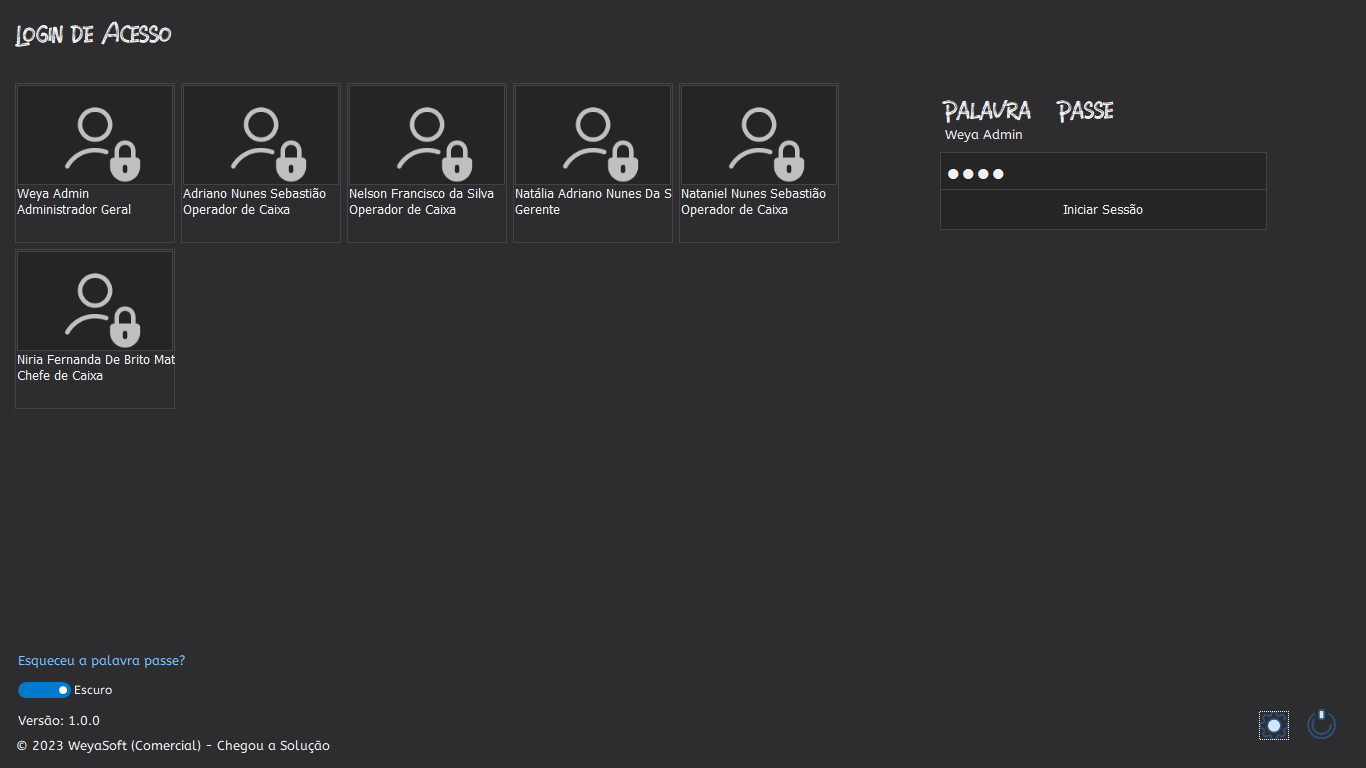 Login de Acesso
Weya Admin
Administrador Geral
Adriano Nunes Sebastião
Operador de Caixa
Nelson Francisco da Silva
Operador de Caixa
Natália Adriano Nunes Da S
Gerente
Nataniel Nunes Sebastião
Operador de Caixa
Niria Fernanda De Brito Mat
Chefe de Caixa
Palavra Passe
Weya Admin
Iniciar Sessão
Esqueceu a palavra passe?
Escuro
Versão: 1.0.0
© 2023 WeyaSoft (Comercial) - Chegou a Solução